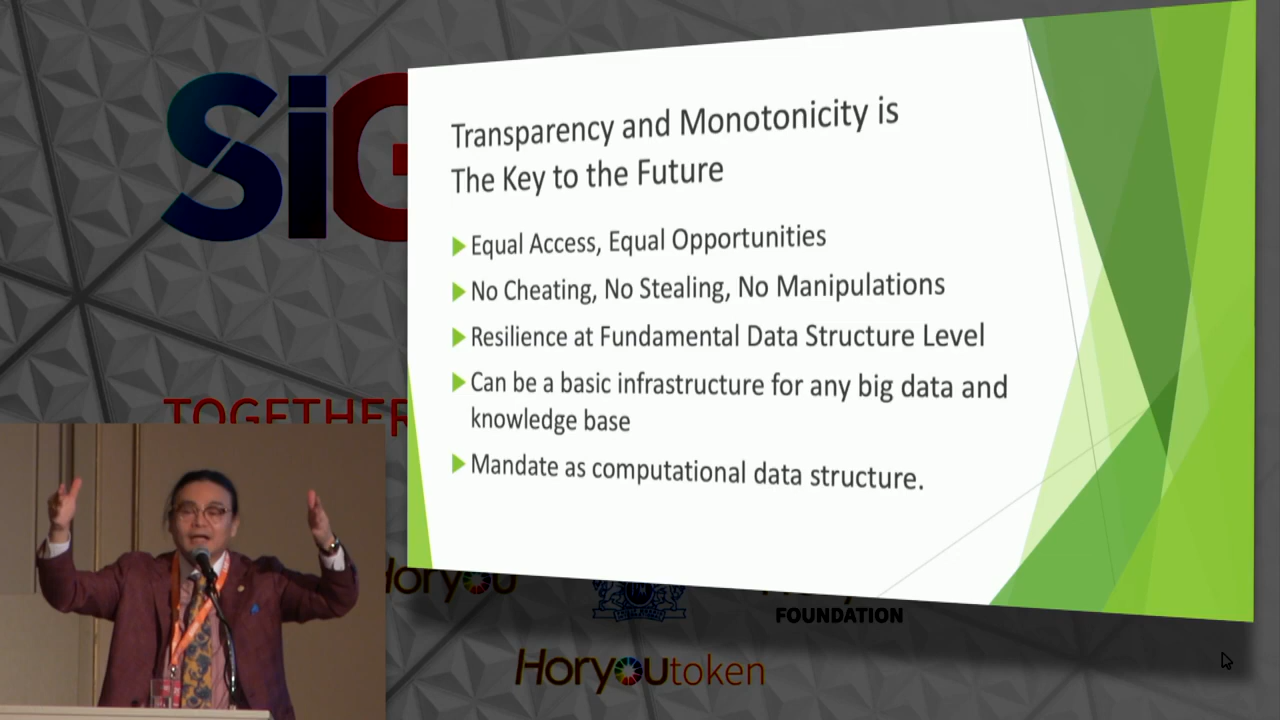 SiG
Transparency and Monotonicity is
The Key to the Future
Equal Access, Equal Opportunities
No Cheating, No Stealing, No Manipulations
Resilience at Fundamental Data Structure Level
Can be a basic infrastructure for any big data and
knowledge base
Mandate as computational data structure.
TOGETHER
Horyou
FOUNDATION
Horyoutoken